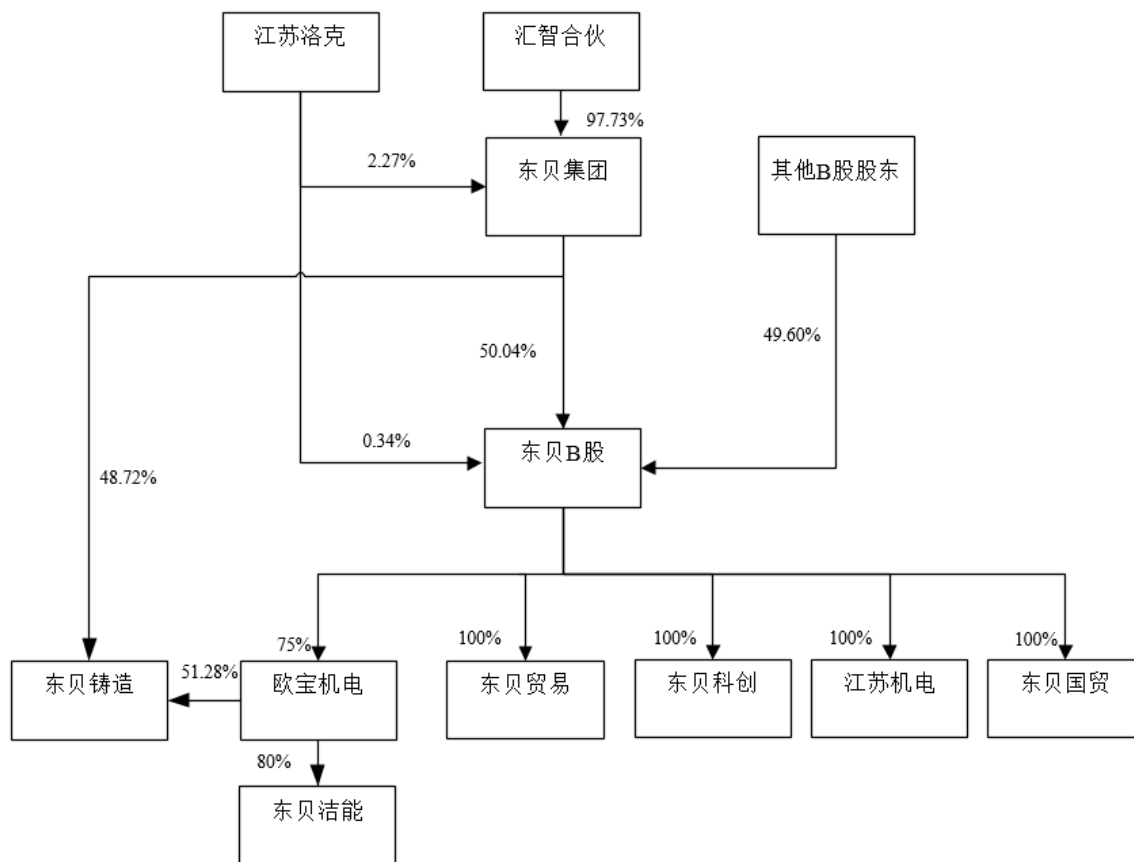 江苏洛克
汇智合伙
97.73%
2.27%
东贝集团
其他B股股东
50.04%
49.60%
0.34%
东贝B股
48.72%
75%
100%
100%
100%
100%
51.28%
东贝铸造
欧宝机电
东贝贸易
东贝科创
江苏机电
东贝国贸
80%
东贝洁能